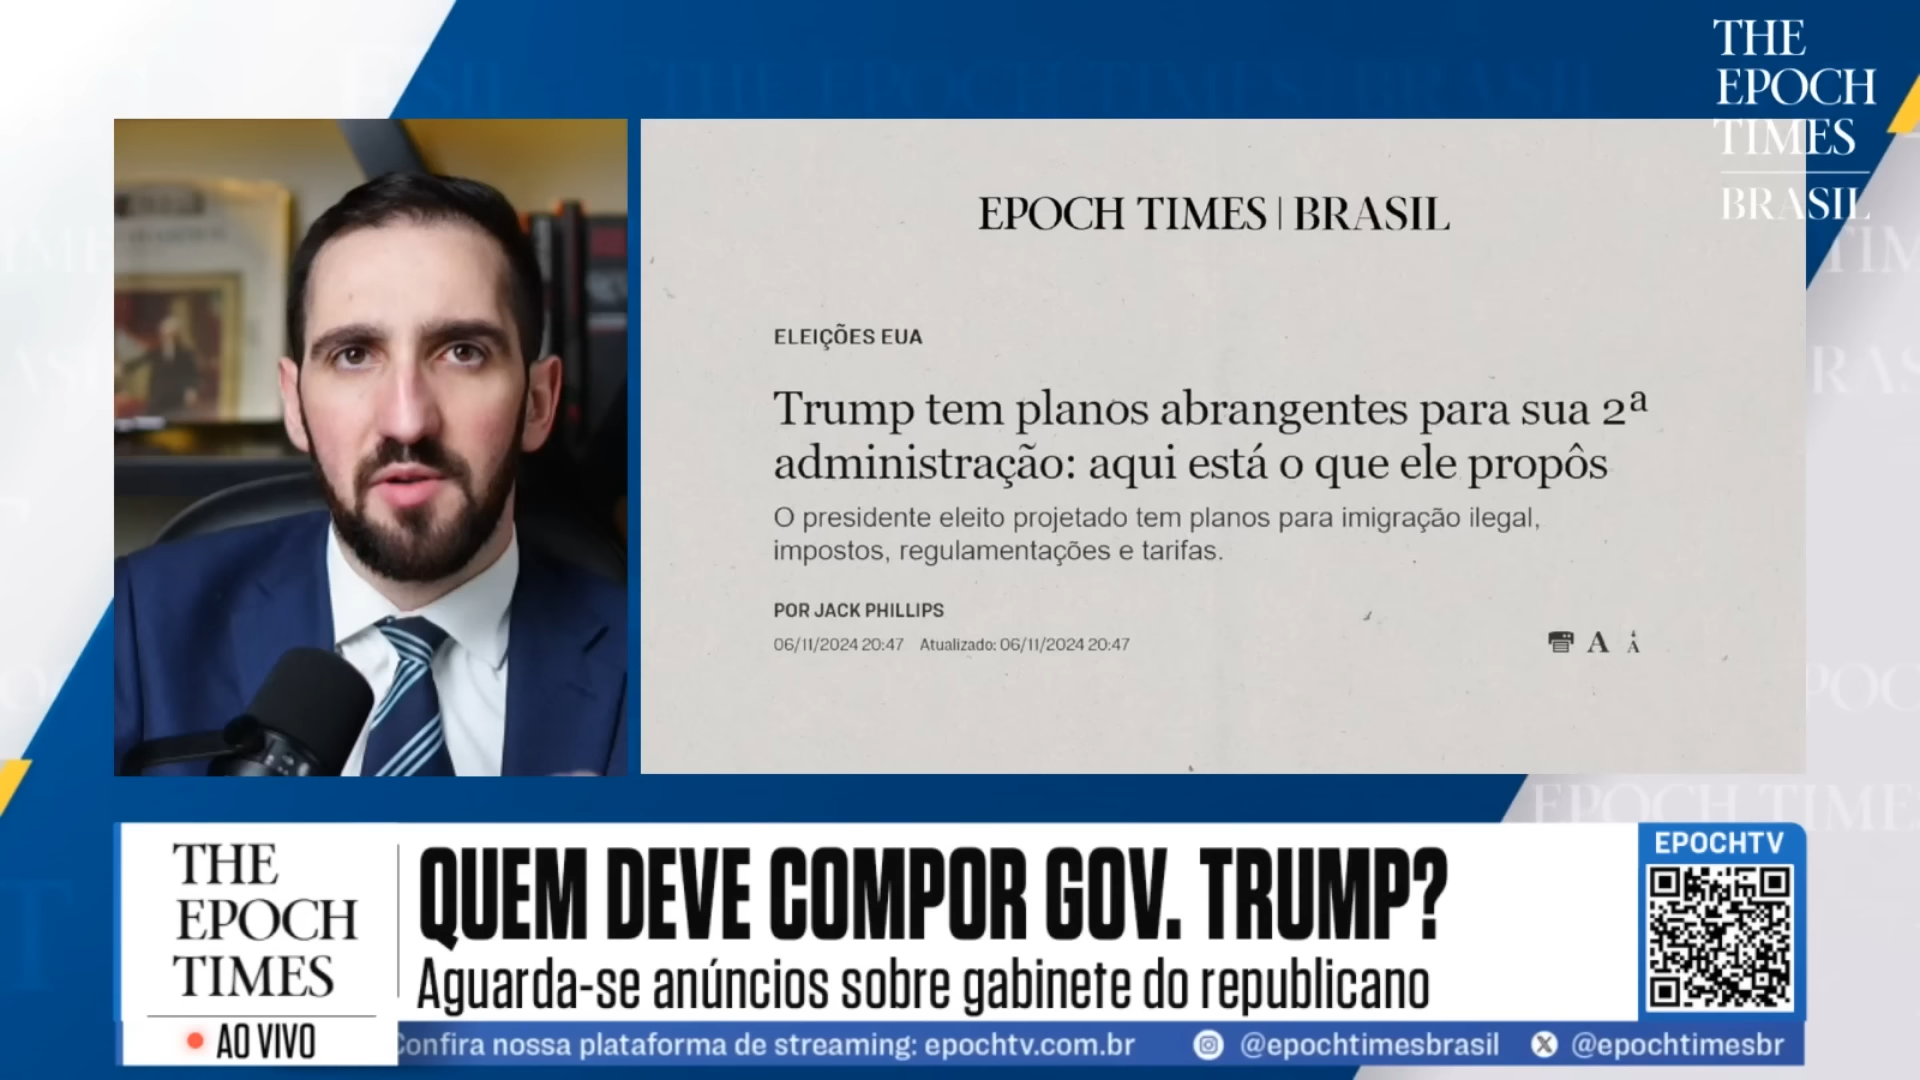 THE
EPOCH
TIMES
BRASIL
EPOCH TIMES | BRASIL
ELEIÇÕES EUA
Trump tem planos abrangentes para sua 2ª
administração: aqui está o que ele propôs
O presidente eleito projetado tem planos para imigração ilegal,
impostos, regulamentações e tarifas.
POR JACK PHILLIPS
06/11/2024 20:47 Atualizado: 06/11/2024 20:47
THE
EPOCH
TIMES
AO VIVO
QUEM DEVE COMPOR GOV. TRUMP?
Aguarda-se anúncios sobre gabinete do republicano
EPOCHTV
Confira nossa plataforma de streaming: epochtv.com.br @epochtimesbrasil @epochtimesbr